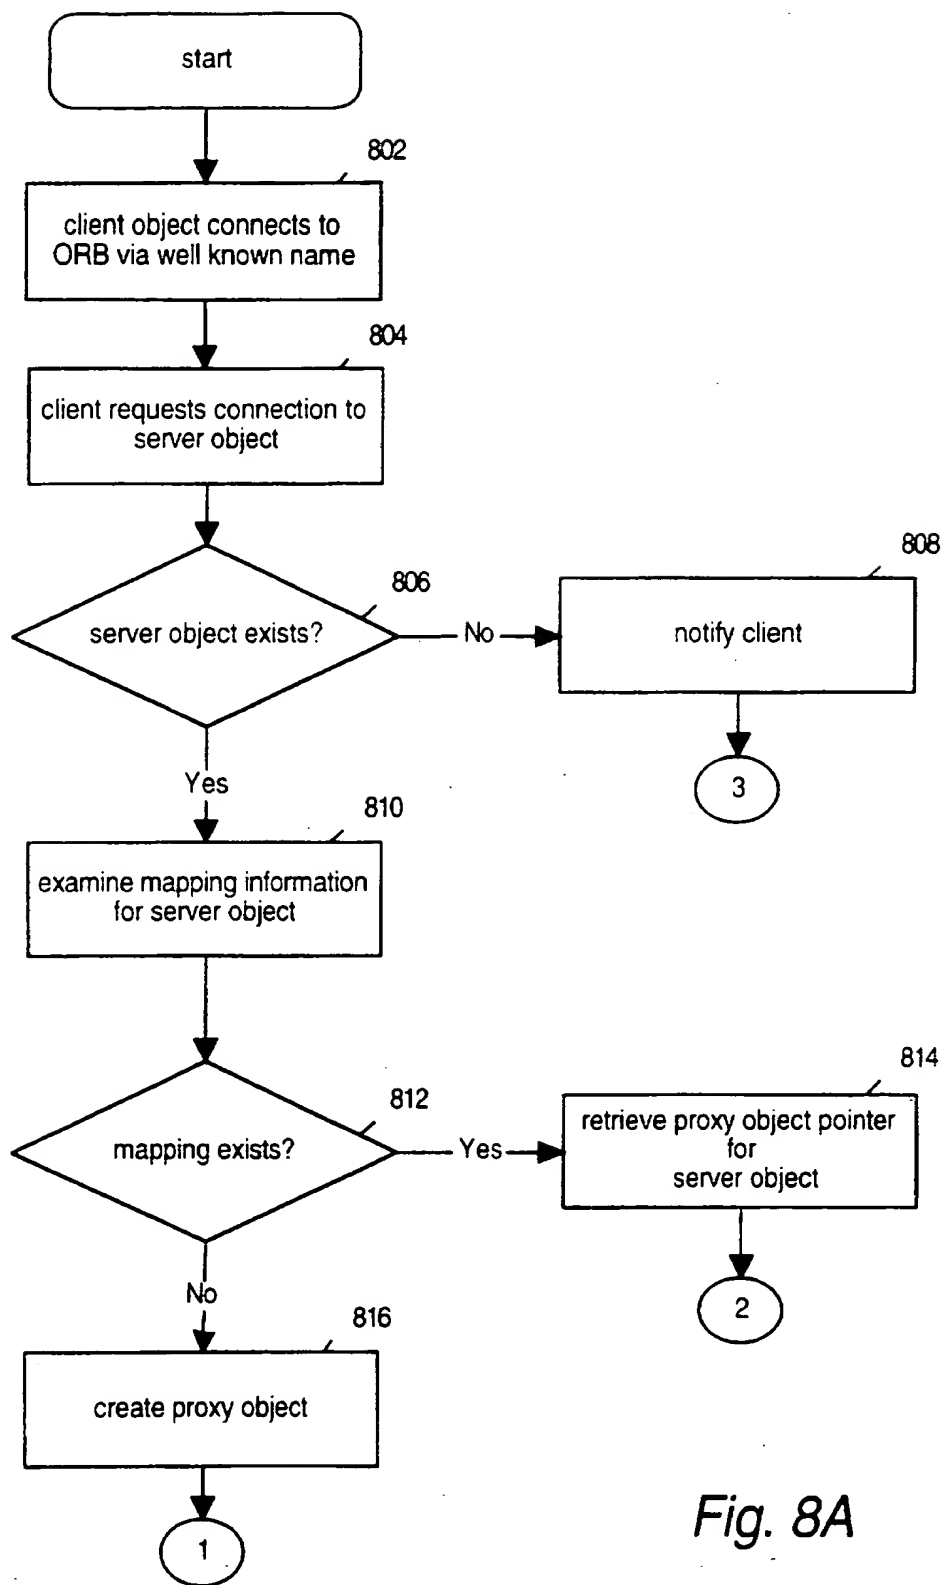 start
802
client object connects to
ORB via well known name
804
client requests connection to
server object
806
server object exists?
No
808
notify client
3
Yes
810
examine mapping information
for server object
812
mapping exists?
Yes
814
retrieve proxy object pointer
for
server object
2
No
816
create proxy object
1
Fig. 8A